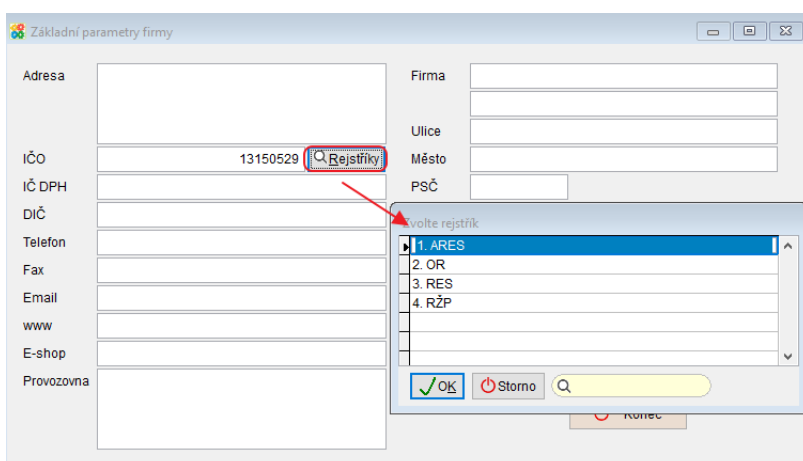 Základní parametry firmy
Adresa
Firma
Ulice
IČO 13150529 Rejstříky
Město
IČ DPH
PSČ
DIČ
Telefon
Fax
Email
www
E-shop
Provozovna
Zvolte rejstřík
1. ARES
2. OR
3. RES
4. RŽP
OK Storno
Konec